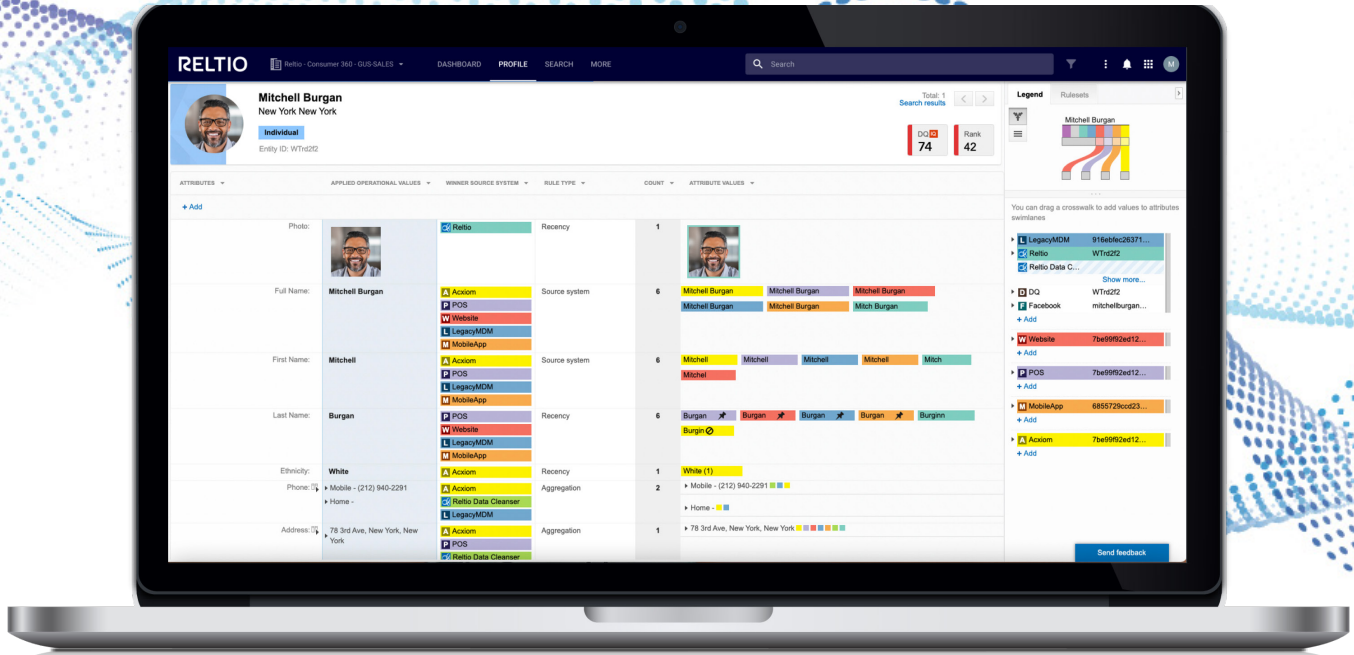 RELTIO
Reltio - Consumer 360 - GUS-SALES
DASHBOARD PROFILE SEARCH MORE
Search
M
Mitchell Burgan
New York New York
Individual
Entity ID: WTrd2f2
Total: 1
Search results
DQ IQ
74
Rank
42
ATTRIBUTES APPLIED OPERATIONAL VALUES WINNER SOURCE SYSTEM RULE TYPE COUNT ATTRIBUTE VALUES
+ Add
Photo: Reltio Recency 1
Full Name: Mitchell Burgan A Acxiom Source system 6 Mitchell Burgan Mitchell Burgan Mitchell Burgan
P POS Mitchell Burgan Mitchell Burgan Mitch Burgan
W Website
L LegacyMDM
M MobileApp
First Name: Mitchell A Acxiom Source system 6 Mitchell Mitchell Mitchell Mitchell Mitch
P POS Mitchel
L LegacyMDM
M MobileApp
Last Name: Burgan P POS Recency 6 Burgan Burgan Burgan Burgan Burginn
W Website Burgin
L LegacyMDM
M MobileApp
Ethnicity: White A Acxiom Recency 1 White (1)
Phone: Mobile - (212) 940-2291 A Acxiom Aggregation 2 Mobile - (212) 940-2291
Home - Reltio Data Cleanser Home -
L LegacyMDM
Address: 78 3rd Ave, New York, New York A Acxiom Aggregation 1 78 3rd Ave, New York, New York
P POS
Reltio Data Cleanser
Legend Rulesets
Mitchell Burgan
You can drag a crosswalk to add values to attributes
swimlanes
L LegacyMDM 916ebfec26371...
Reltio WTrd2f2
Reltio Data C...
Show more...
D DQ WTrd2f2
F Facebook mitchellburgan...
+ Add
W Website 7be99f92ed12...
+ Add
P POS 7be99f92ed12...
+ Add
M MobileApp 6855729ccd23...
+ Add
A Acxiom 7be99f92ed12...
+ Add
Send feedback